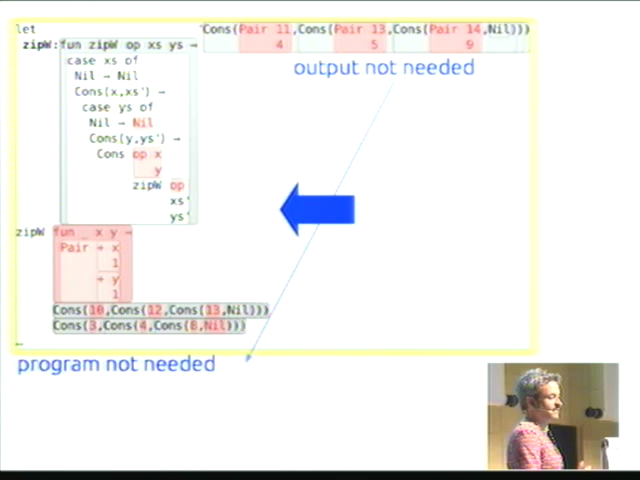 let
Cons(Pair 11,Cons(Pair 13,Cons(Pair 14,Nil)))
4 5 9
zipW:fun zipW op xs ys →
case xs of
Nil → Nil
Cons(x,xs') →
case ys of
Nil → Nil
Cons(y,ys') →
Cons op x
y
zipW op
xs'
ys'
output not needed
zipW fun _ x y →
Pair + x
1
+ y
1
Cons(10,Cons(12,Cons(13,Nil)))
Cons(3,Cons(4,Cons(8,Nil)))
program not needed